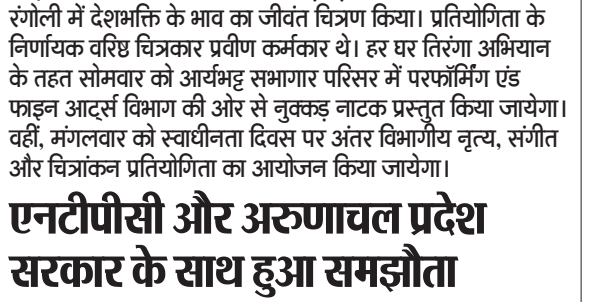 रंगोली में देशभक्ति के भाव का जीवंत चित्रण किया। प्रतियोगिता के
निर्णायक वरिष्ठ चित्रकार प्रवीण कर्मकार थे। हर घर तिरंगा अभियान
के तहत सोमवार को आर्यभट्ट सभागार परिसर में परफॉर्मिंग एंड
फाइन आर्ट्स विभाग की ओर से नुक्कड़ नाटक प्रस्तुत किया जायेगा।
वहीं, मंगलवार को स्वाधीनता दिवस पर अंतर विभागीय नृत्य, संगीत
और चित्रांकन प्रतियोगिता का आयोजन किया जायेगा।
एनटीपीसी और अरुणाचल प्रदेश
सरकार के साथ हुआ समझौता